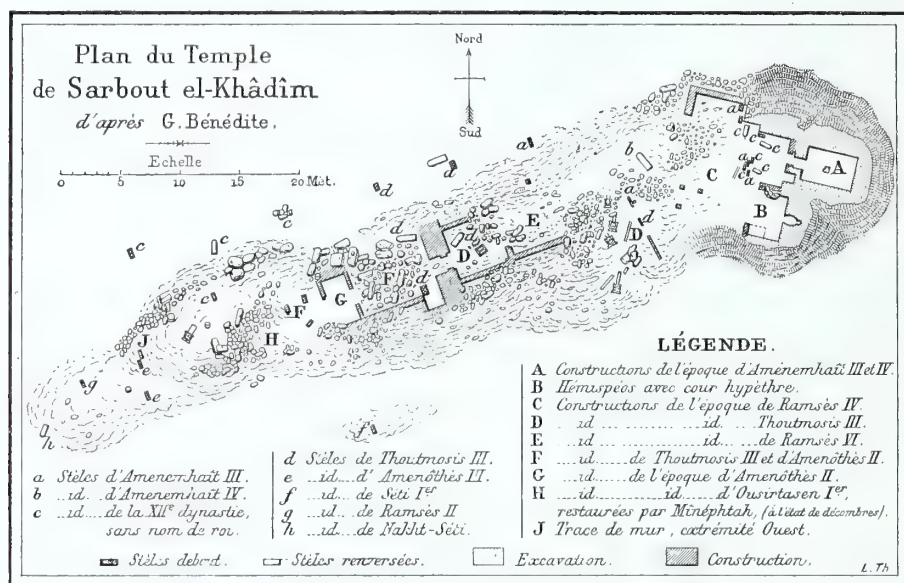 Plan du Temple
de Sarbout el-Khâdîm
d'après G. Bénédite.
Echelle
0 5 10 15 20 Mèt.
Nord
Sud
a
c
c
c
A
a
c
c
a
C
B
b
a
d
D
a
d
d
E
D
d
d
F
G
F
H
c
c
c
c
J
e
e
g
h
f
LÉGENDE.
A Constructions de l'époque d'Amenemhaît III et IV.
B Hémispéos avec cour hypèthre.
C Constructions de l'époque de Ramsès IV.
D ..id..................id.... Thoutmosis III.
E ....id..................id....de Ramsès VI.
F ....id......de Thoutmosis III et d'Amenôthès II.
G ...id......de l'époque d'Amenôthès II.
H ....id..........id.....d'Ousirtasen Ier,
restaurées par Minéphtah, (à l'état de décombres).
J Trace de mur, extrémité Ouest.
a Stèles d'Amenemhaït III.
b ..id.. d'Amenemhaït IV.
c ..id....de la XIIe dynastie,
sans nom de roi.
d Stèles de Thoutmosis III.
e ..id....d'Amenôthès III.
f ...id...de Séti Ier
g ...id...de Ramsès II
h ...id...de Nakht-Séti.
Stèles debout. Stèles renversées. Excavation. Construction.
L. Th